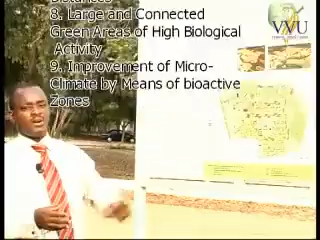 Distances
8. Large and Connected
Green Areas of High Biological
Activity
9. Improvement of Micro-
Climate by Means of bioactive
Zones
VVU